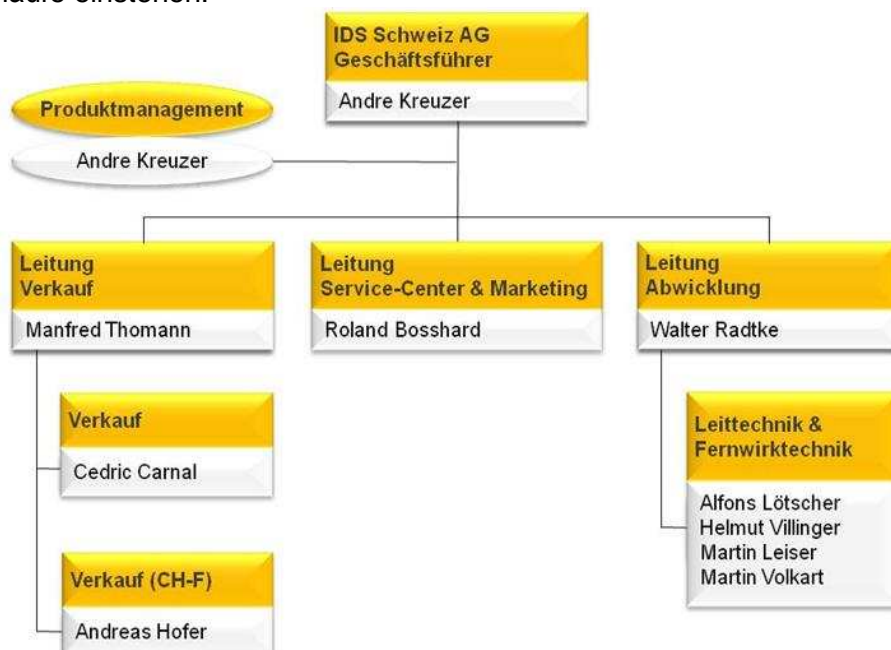 IDS Schweiz AG
Geschäftsführer
Andre Kreuzer
Produktmanagement
Andre Kreuzer
Leitung
Verkauf
Manfred Thomann
Leitung
Service-Center & Marketing
Roland Bosshard
Leitung
Abwicklung
Walter Radtke
Verkauf
Cedric Carnal
Verkauf (CH-F)
Andreas Hofer
Leittechnik &
Fernwirktechnik
Alfons Lötscher
Helmut Villinger
Martin Leiser
Martin Volkart